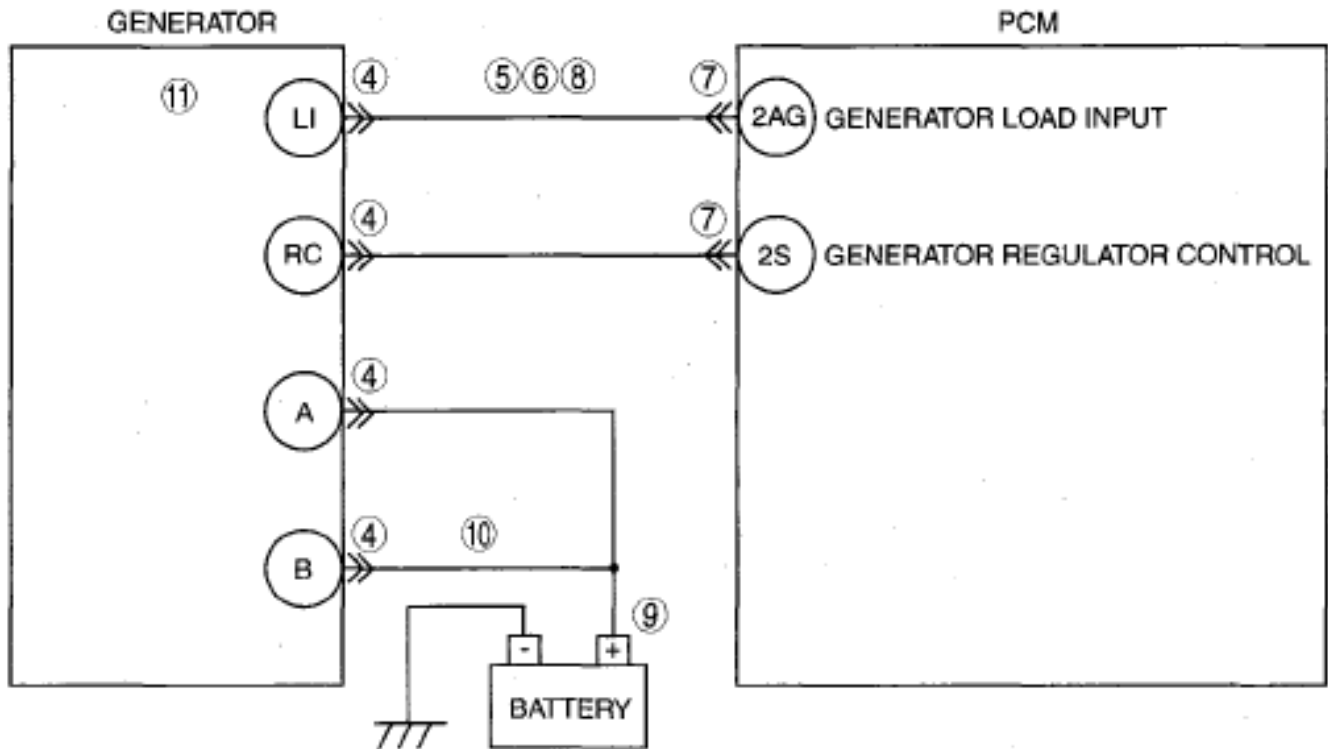 GENERATOR
PCM
⑪
④
⑤⑥⑧
⑦
LI
2AG GENERATOR LOAD INPUT
④
⑦
RC
2S GENERATOR REGULATOR CONTROL
④
A
④
⑩
B
⑨
- +
BATTERY